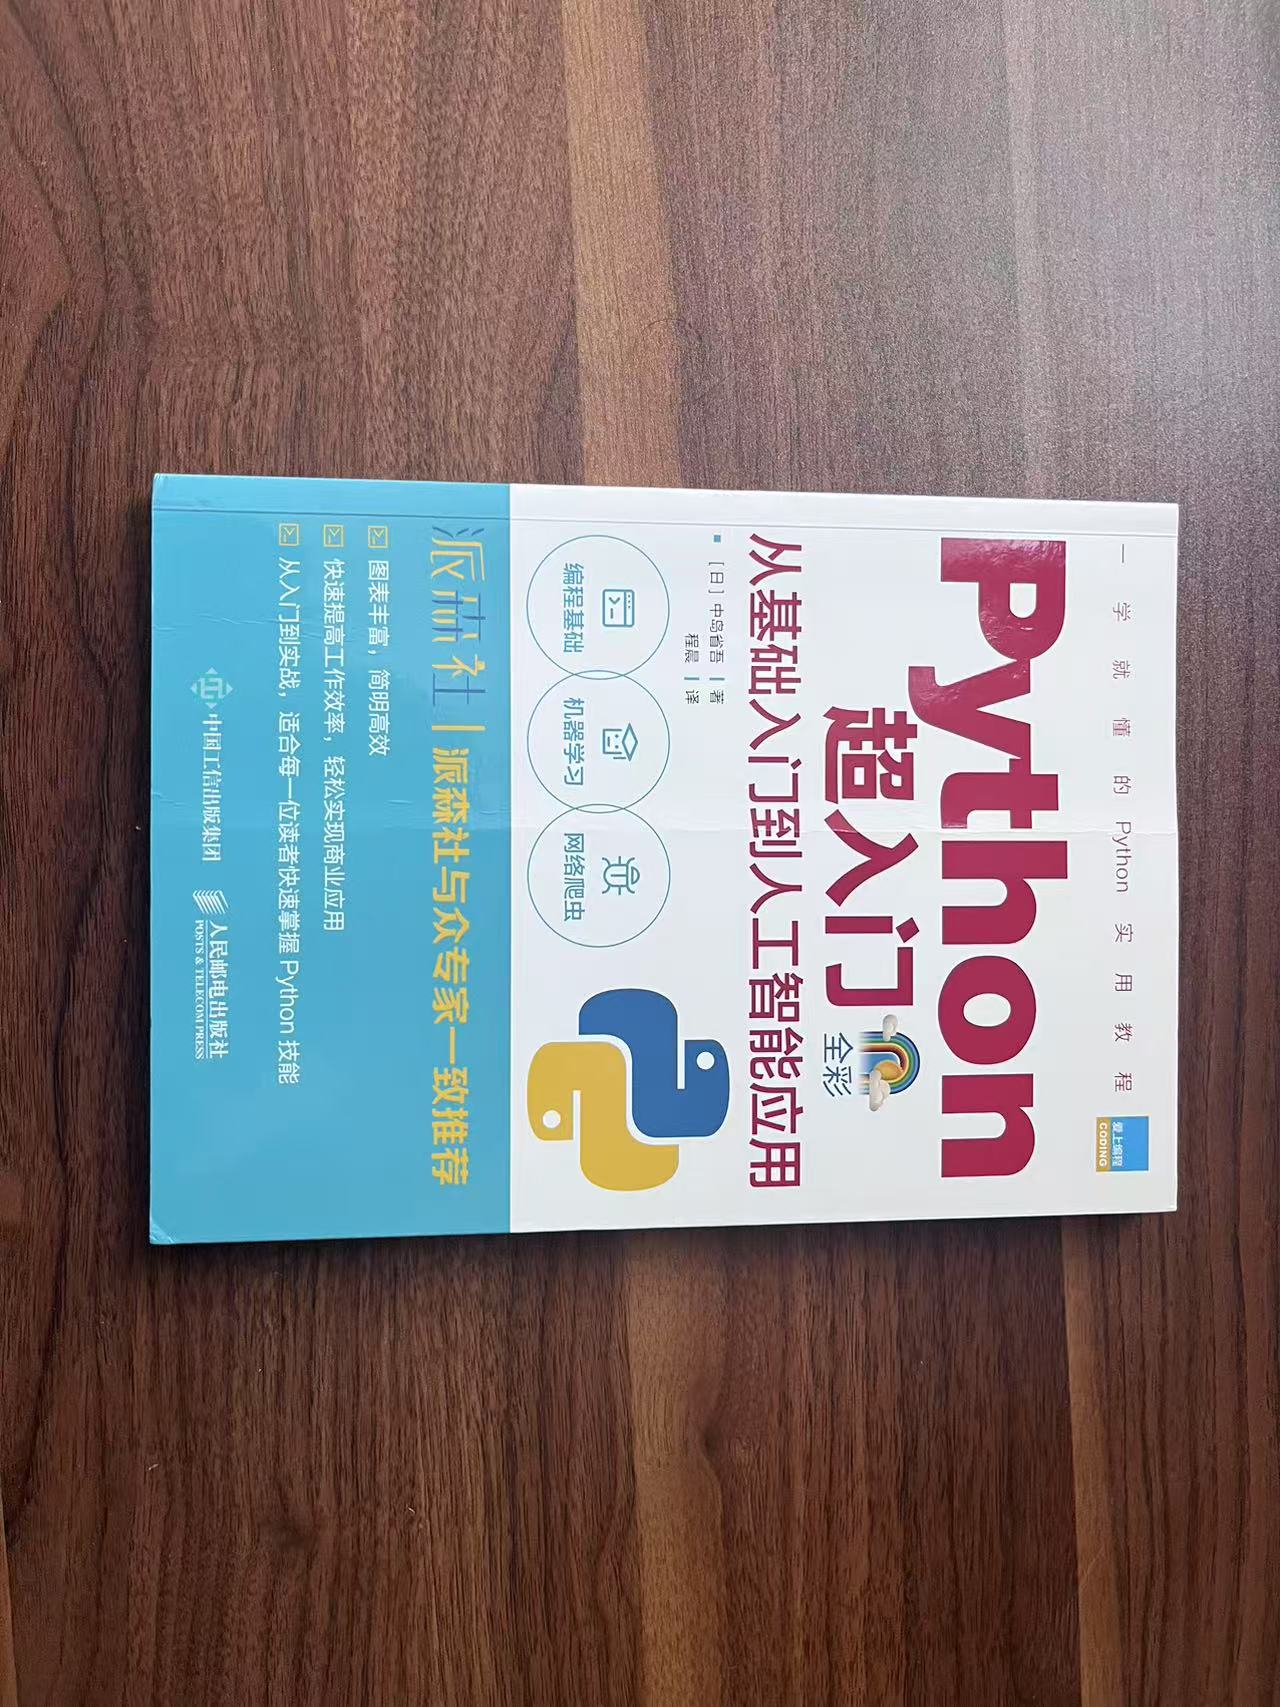 一学就懂的Python实用教程
爱上编程
CODING
Python
超入门
全彩
从基础入门到人工智能应用
[日] 中岛省吾 著
程晨 译
编程基础 机器学习 网络爬虫
派森社 | 派森社与众专家一致推荐
图表丰富，简明高效
快速提高工作效率，轻松实现商业应用
从入门到实战，适合每一位读者快速掌握 Python 技能
中国工信出版集团 人民邮电出版社
POSTS & TELECOM PRESS